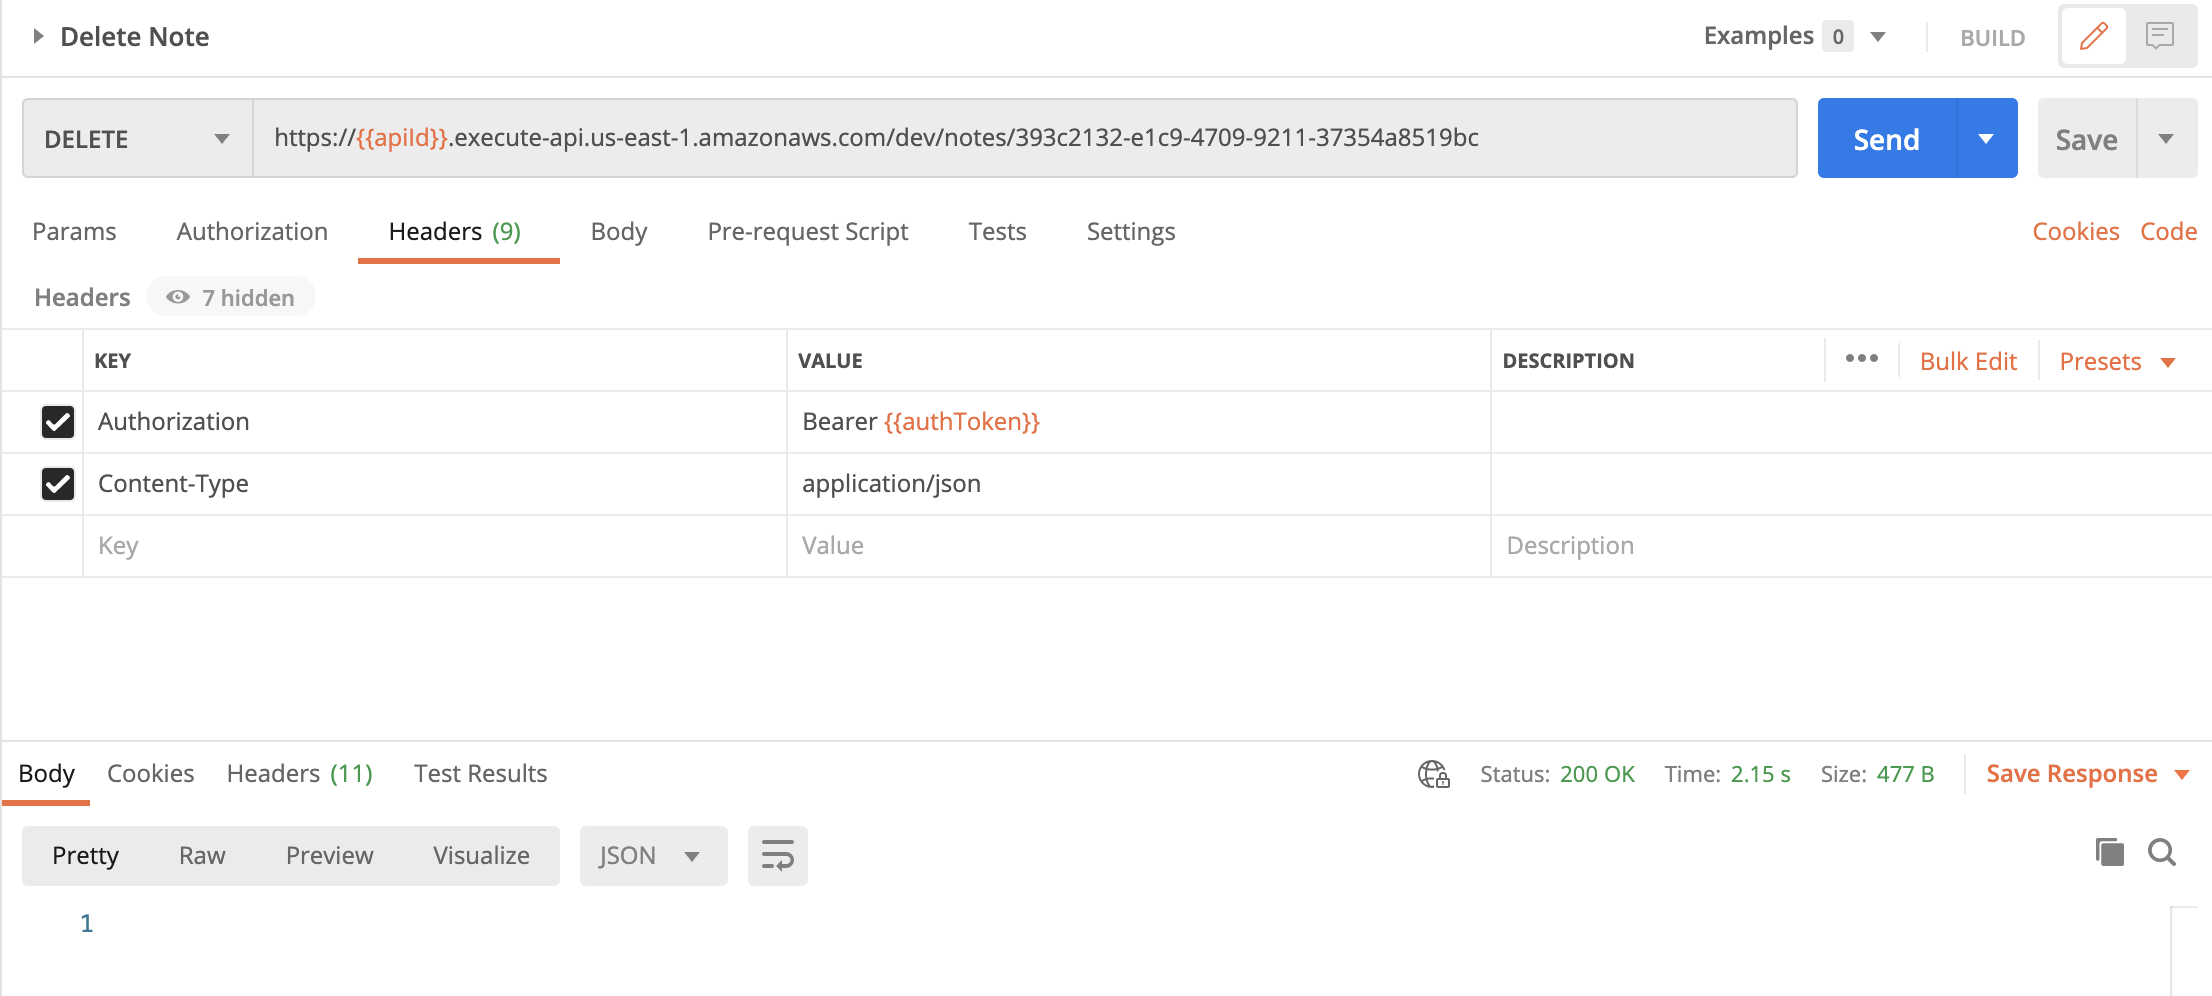 Delete Note Examples 0 BUILD
DELETE https://{{apiId}}.execute-api.us-east-1.amazonaws.com/dev/notes/393c2132-e1c9-4709-9211-37354a8519bc Send Save
Params Authorization Headers (9) Body Pre-request Script Tests Settings Cookies Code
Headers 7 hidden
KEY VALUE DESCRIPTION ••• Bulk Edit Presets
Authorization Bearer {{authToken}}
Content-Type application/json
Key Value Description
Body Cookies Headers (11) Test Results Status: 200 OK Time: 2.15 s Size: 477 B Save Response
Pretty Raw Preview Visualize JSON
1